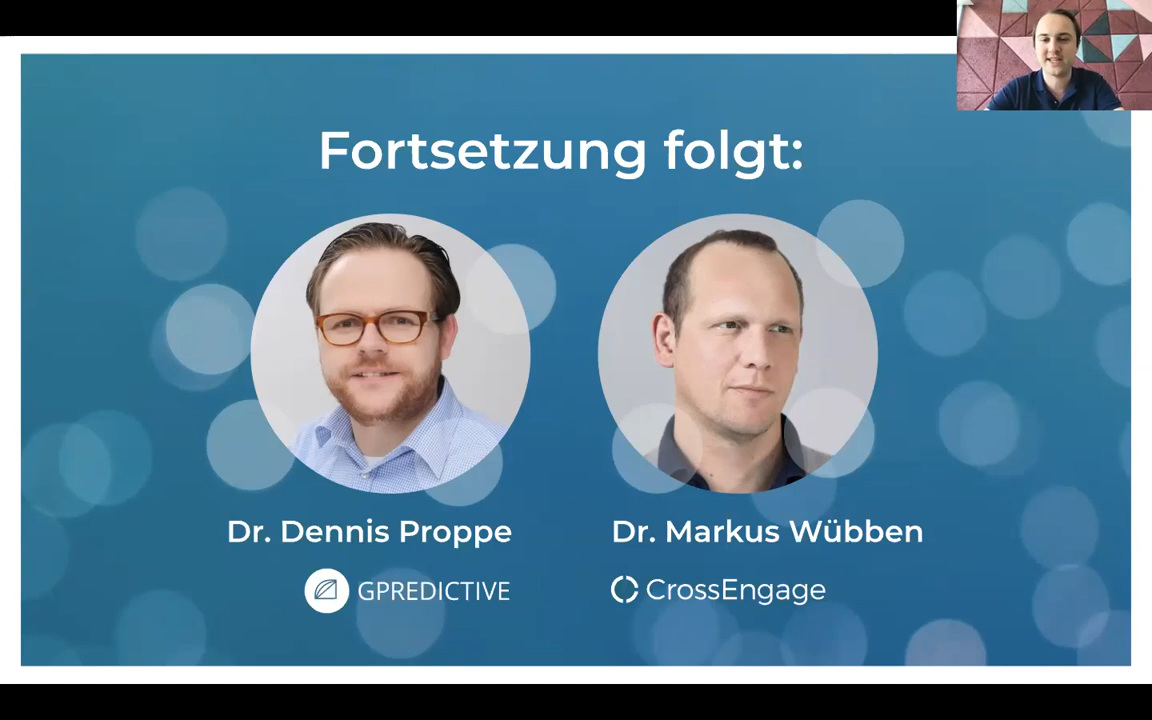 Fortsetzung folgt:
Dr. Dennis Proppe
Dr. Markus Wübben
GPREDICTIVE
CrossEngage